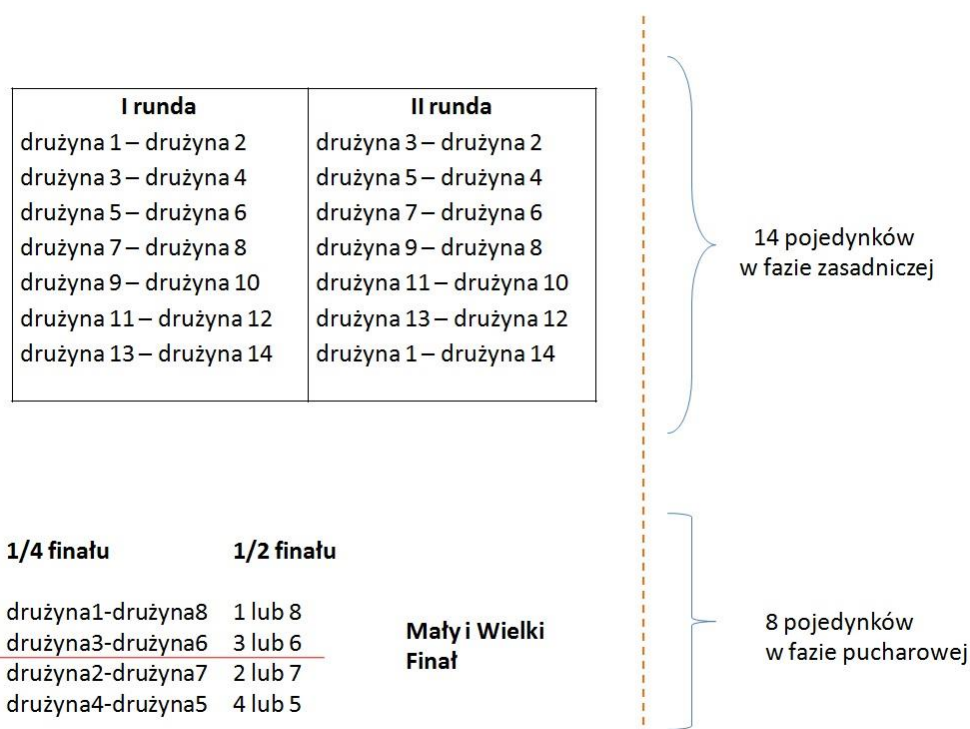 I runda
drużyna 1 – drużyna 2
drużyna 3 – drużyna 4
drużyna 5 – drużyna 6
drużyna 7 – drużyna 8
drużyna 9 – drużyna 10
drużyna 11 – drużyna 12
drużyna 13 – drużyna 14
II runda
drużyna 3 – drużyna 2
drużyna 5 – drużyna 4
drużyna 7 – drużyna 6
drużyna 9 – drużyna 8
drużyna 11 – drużyna 10
drużyna 13 – drużyna 12
drużyna 1 – drużyna 14
14 pojedynków
w fazie zasadniczej
1/4 finału
drużyna1-drużyna8
drużyna3-drużyna6
drużyna2-drużyna7
drużyna4-drużyna5
1/2 finału
1 lub 8
3 lub 6
2 lub 7
4 lub 5
Mały i Wielki
Finał
8 pojedynków
w fazie pucharowej